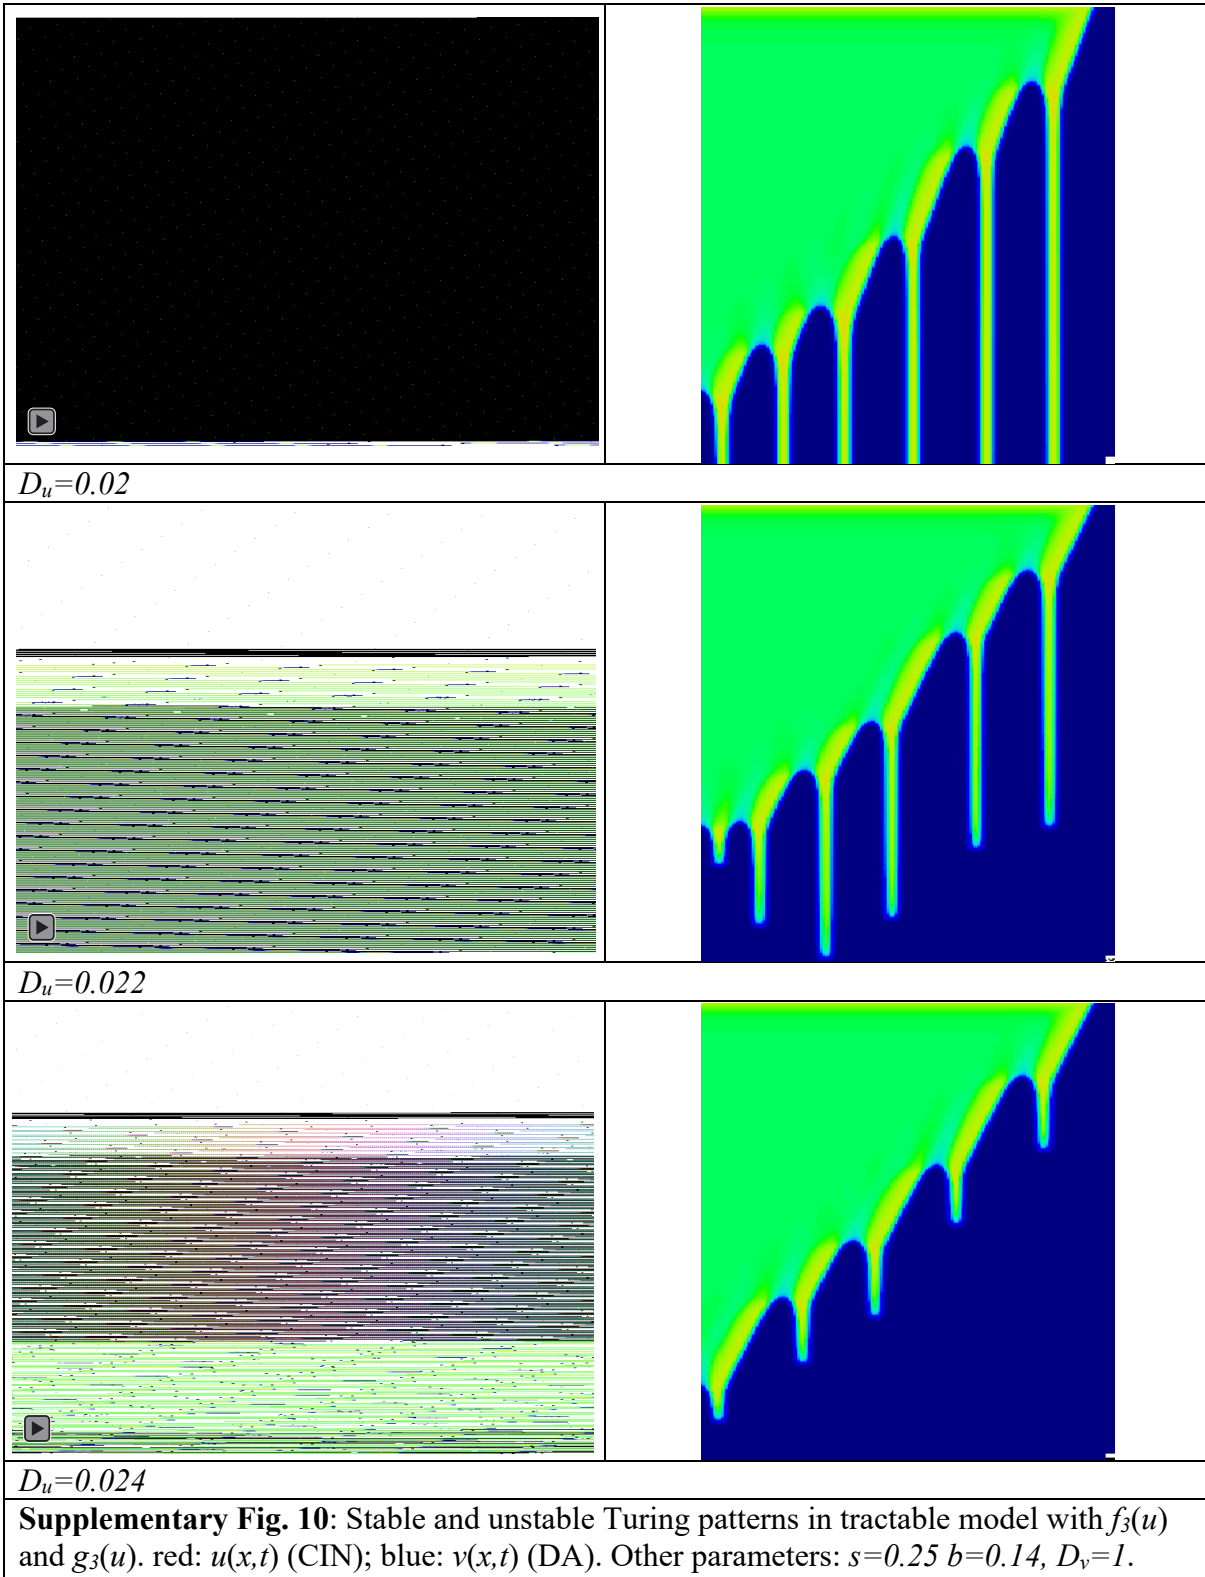 Du=0.02
Du=0.022
Du=0.024
Supplementary Fig. 10: Stable and unstable Turing patterns in tractable model with f3(u)
and g3(u). red: u(x,t) (CIN); blue: v(x,t) (DA). Other parameters: s=0.25 b=0.14, Dv=1.